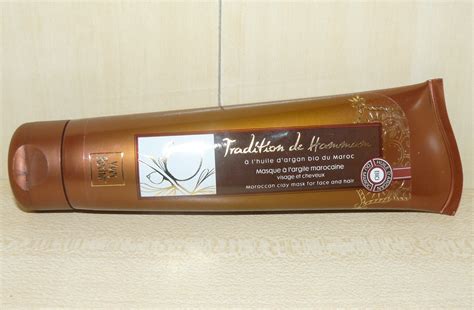 Tradition de Hammam
à l'huile d'argan bio du Maroc
Masque à l'argile marocaine
visage et cheveux
Moroccan clay mask for face and hair
BIO